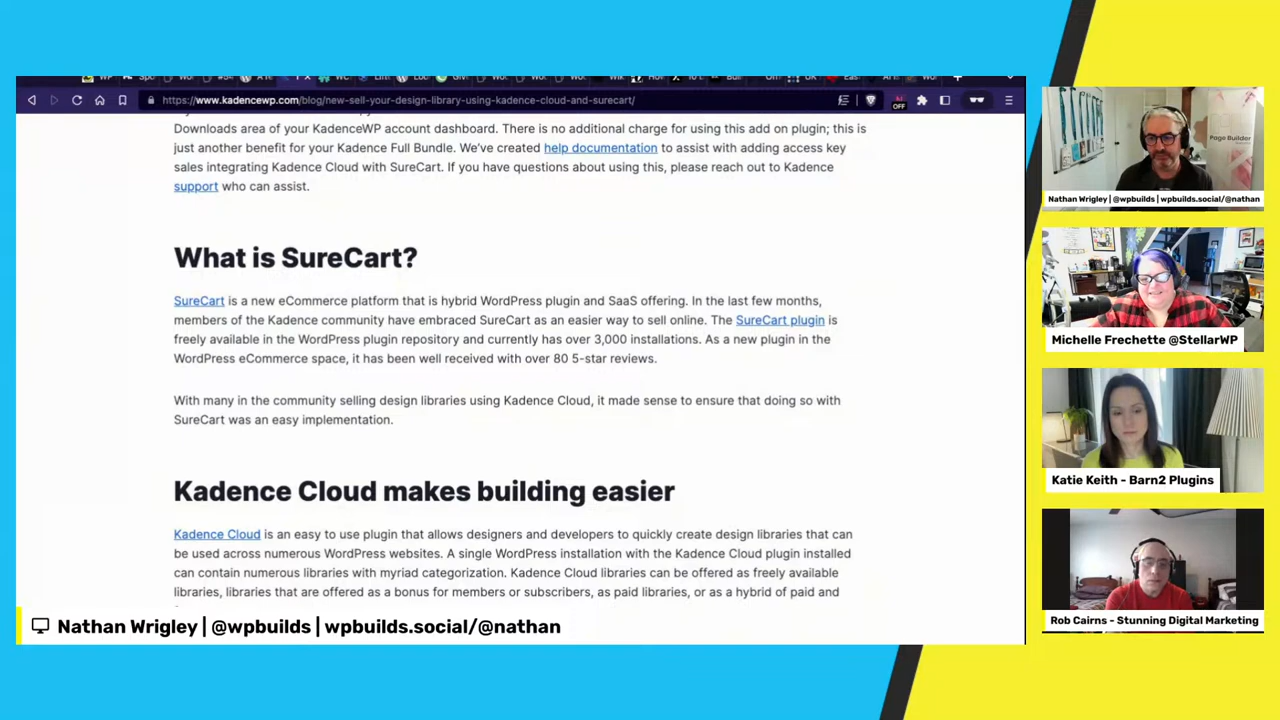 https://www.kadencewp.com/blog/new-sell-your-design-library-using-kadence-cloud-and-surecart/
OFF
Downloads area of your KadenceWP account dashboard. There is no additional charge for using this add on plugin; this is
just another benefit for your Kadence Full Bundle. We've created help documentation to assist with adding access key
sales integrating Kadence Cloud with SureCart. If you have questions about using this, please reach out to Kadence
support who can assist.
What is SureCart?
SureCart is a new eCommerce platform that is hybrid WordPress plugin and SaaS offering. In the last few months,
members of the Kadence community have embraced SureCart as an easier way to sell online. The SureCart plugin is
freely available in the WordPress plugin repository and currently has over 3,000 installations. As a new plugin in the
WordPress eCommerce space, it has been well received with over 80 5-star reviews.
With many in the community selling design libraries using Kadence Cloud, it made sense to ensure that doing so with
SureCart was an easy implementation.
Kadence Cloud makes building easier
Kadence Cloud is an easy to use plugin that allows designers and developers to quickly create design libraries that can
be used across numerous WordPress websites. A single WordPress installation with the Kadence Cloud plugin installed
can contain numerous libraries with myriad categorization. Kadence Cloud libraries can be offered as freely available
libraries, libraries that are offered as a bonus for members or subscribers, as paid libraries, or as a hybrid of paid and
Nathan Wrigley | @wpbuilds | wpbuilds.social/@nathan
Page Builder
Nathan Wrigley | @wpbuilds | wpbuilds.social/@nathan
Michelle Frechette @StellarWP
Katie Keith - Barn2 Plugins
Rob Cairns - Stunning Digital Marketing